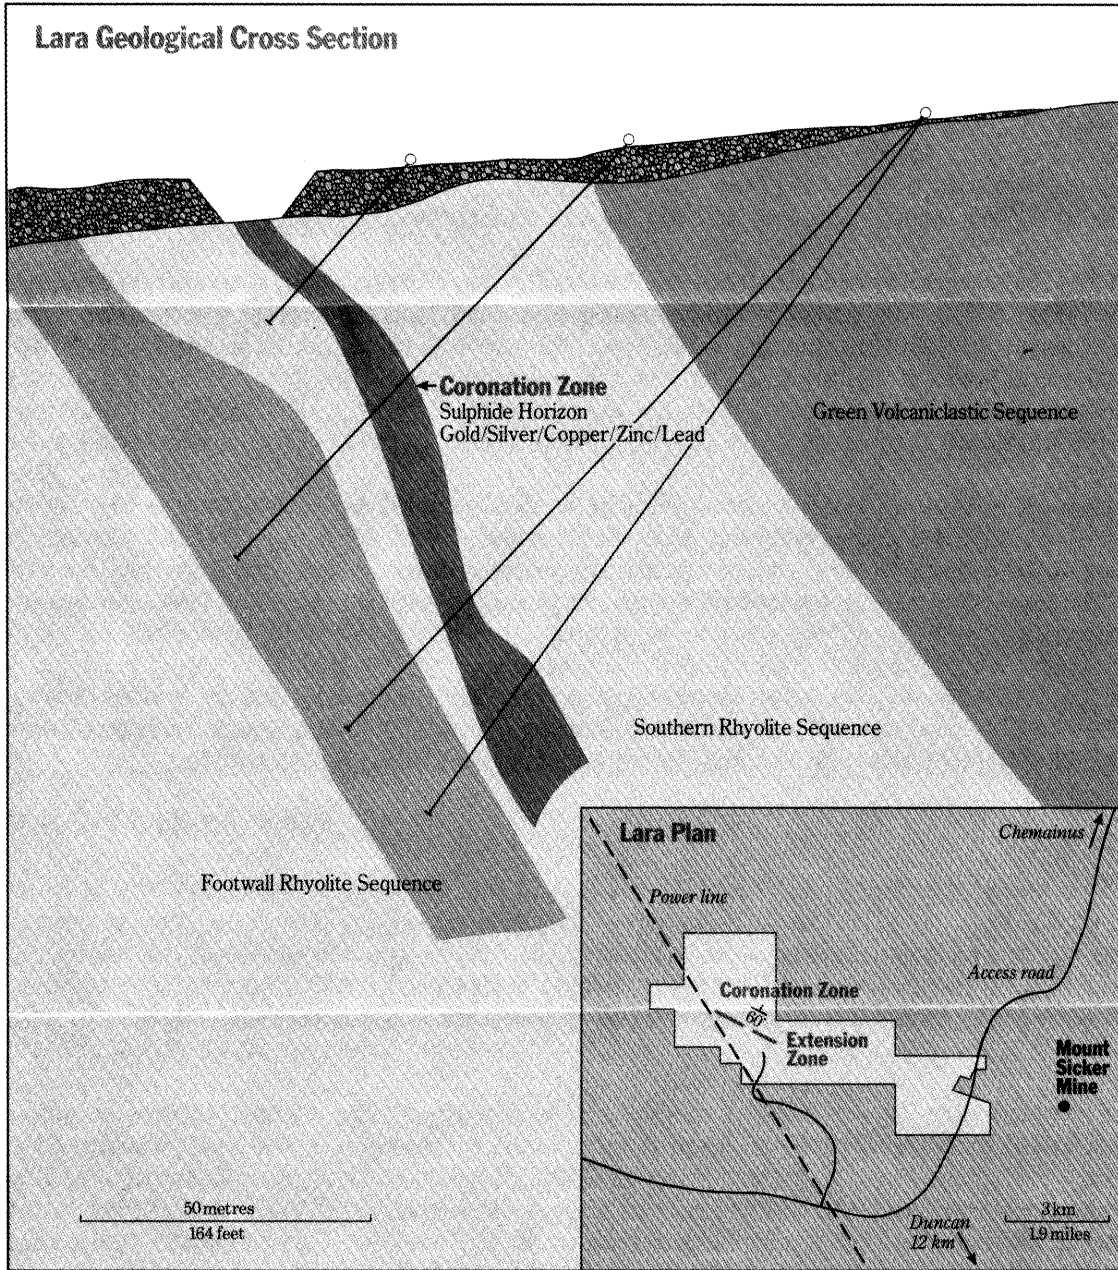 Lara Geological Cross Section
Coronation Zone
Sulphide Horizon
Gold/Silver/Copper/Zinc/Lead
Green Volcaniclastic Sequence
Southern Rhyolite Sequence
Footwall Rhyolite Sequence
50 metres
164 feet
Lara Plan
Chemainus
Power line
Access road
Coronation Zone
60°
Extension
Zone
Mount
Sicker
Mine
Duncan
12 km
3 km
1.9 miles